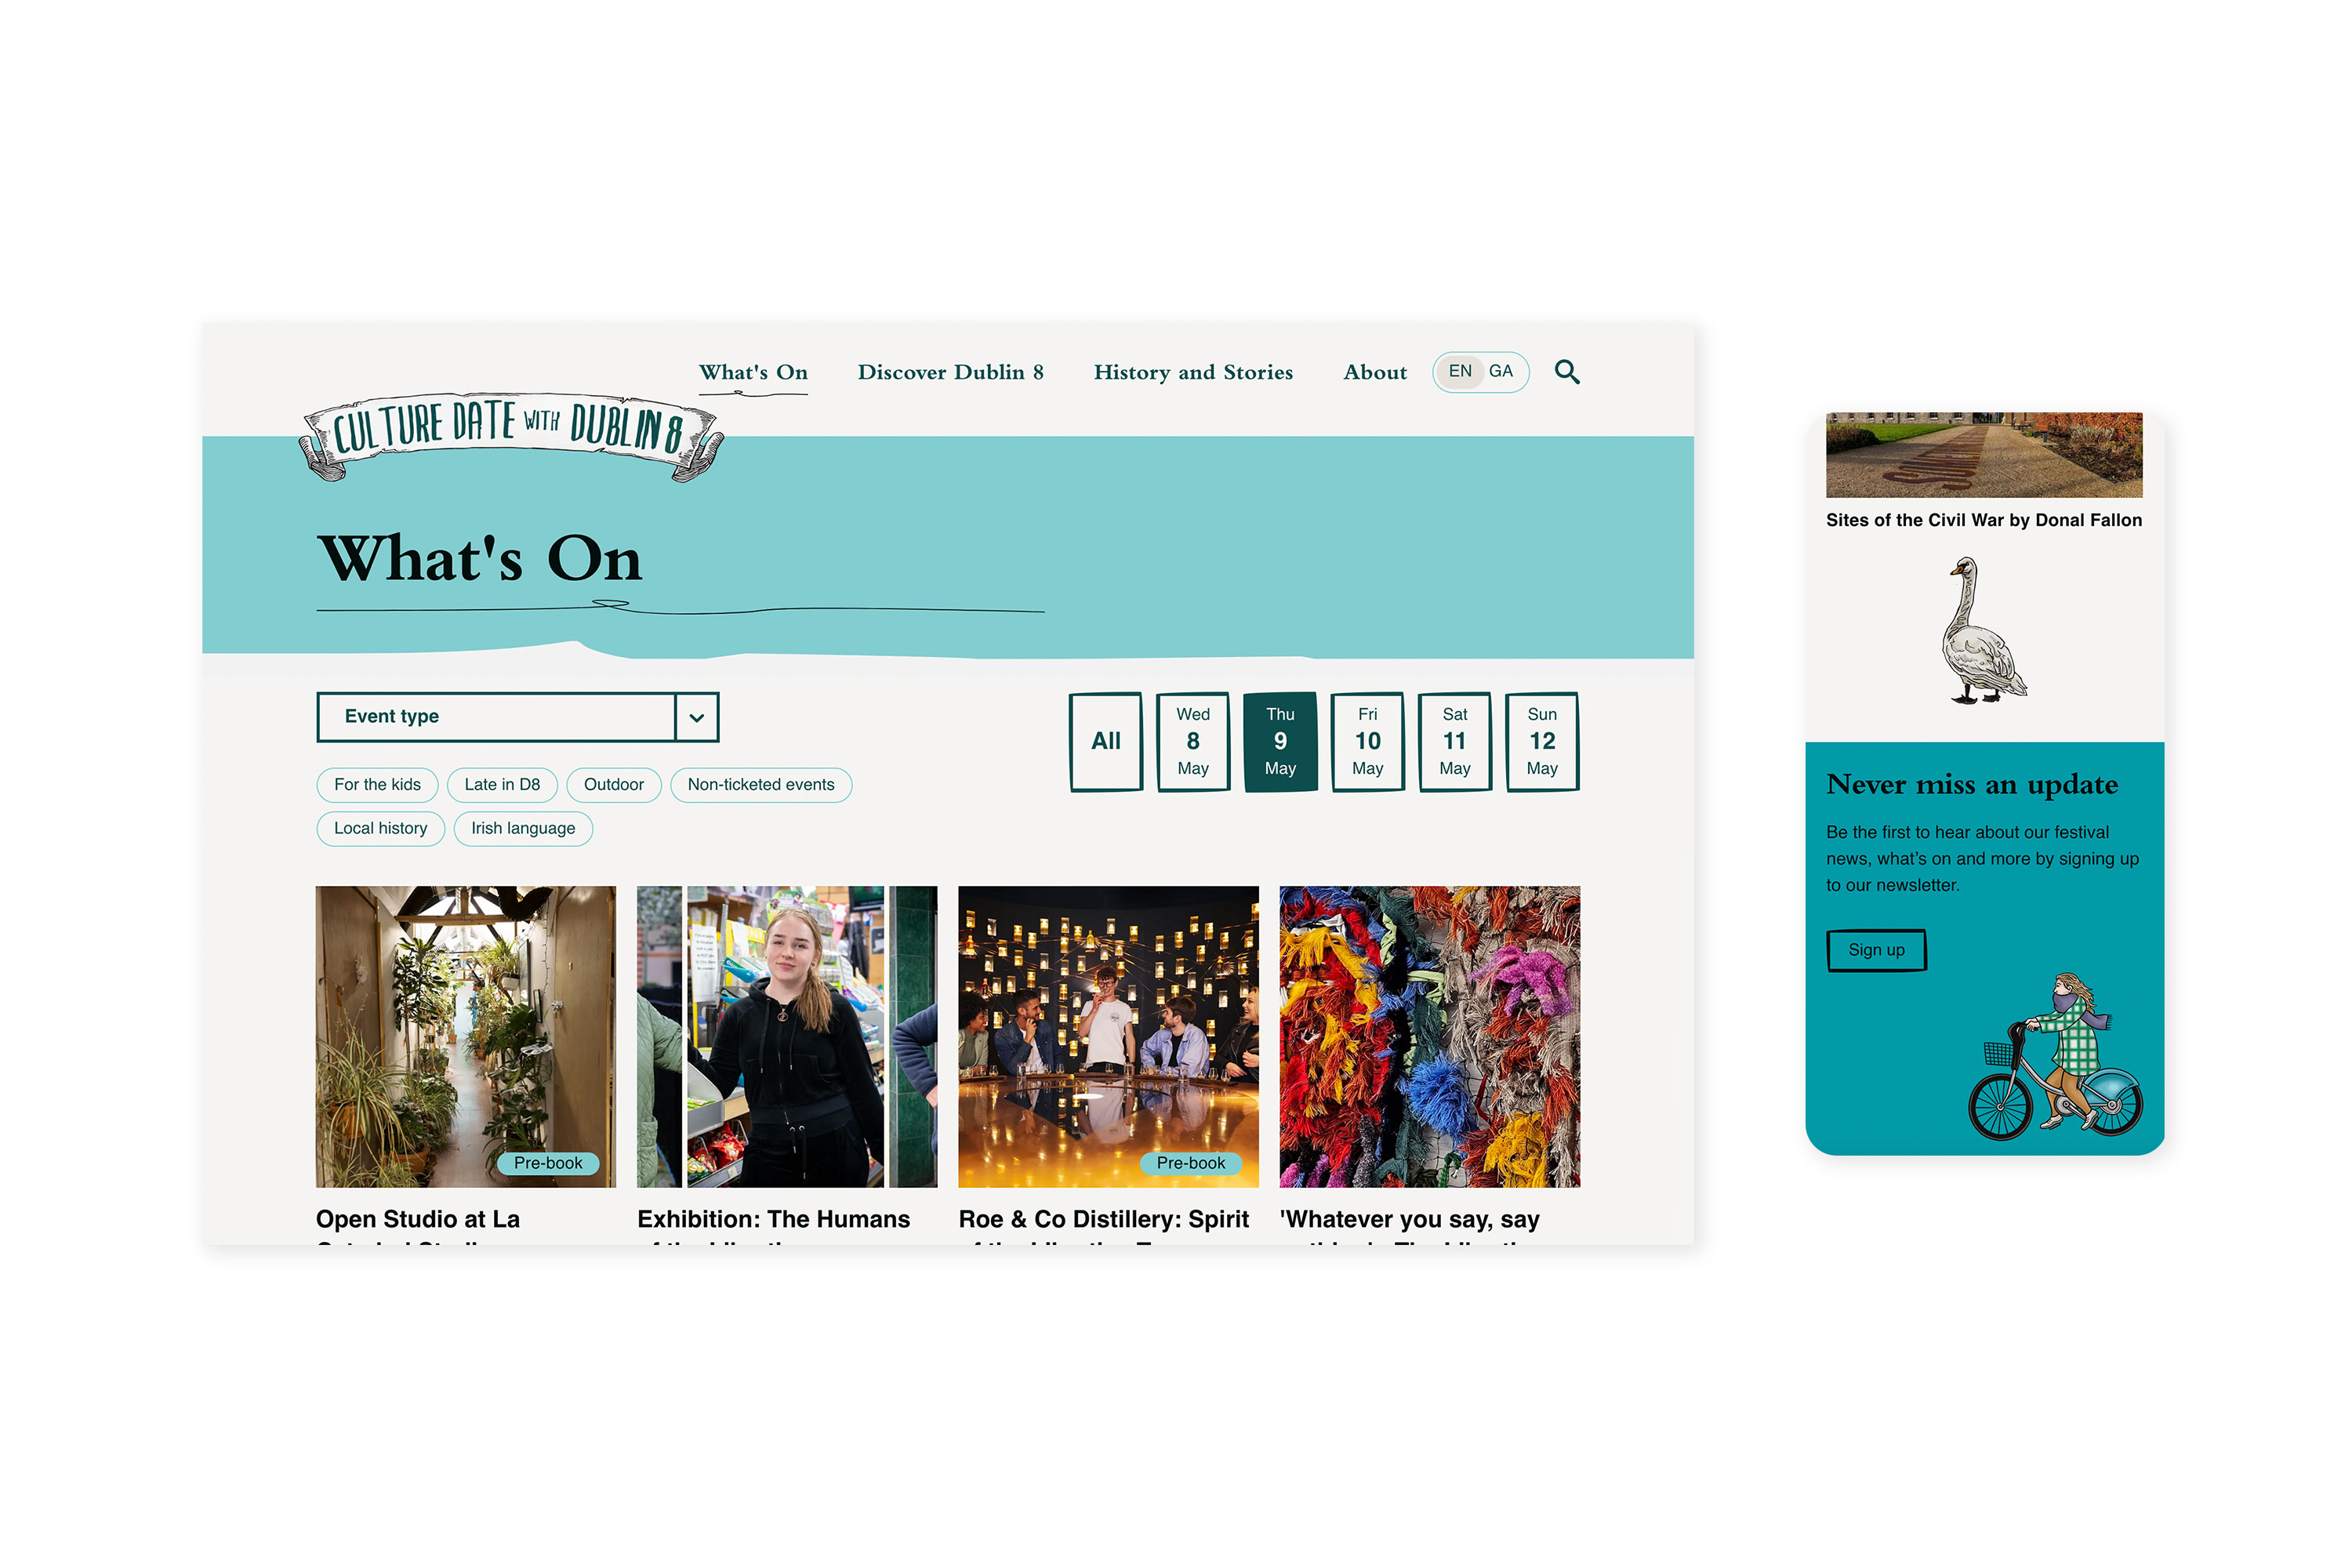 What's On
Discover Dublin 8
History and Stories
About
EN GA
CULTURE DATE WITH DUBLIN 8
What's On
Event type
All
Wed
8
May
Thu
9
May
Fri
10
May
Sat
11
May
Sun
12
May
For the kids
Late in D8
Outdoor
Non-ticketed events
Local history
Irish language
Pre-book
Pre-book
Open Studio at La
Exhibition: The Humans
Roe & Co Distillery: Spirit
'Whatever you say, say
Sites of the Civil War by Donal Fallon
Never miss an update
Be the first to hear about our festival
news, what's on and more by signing up
to our newsletter.
Sign up